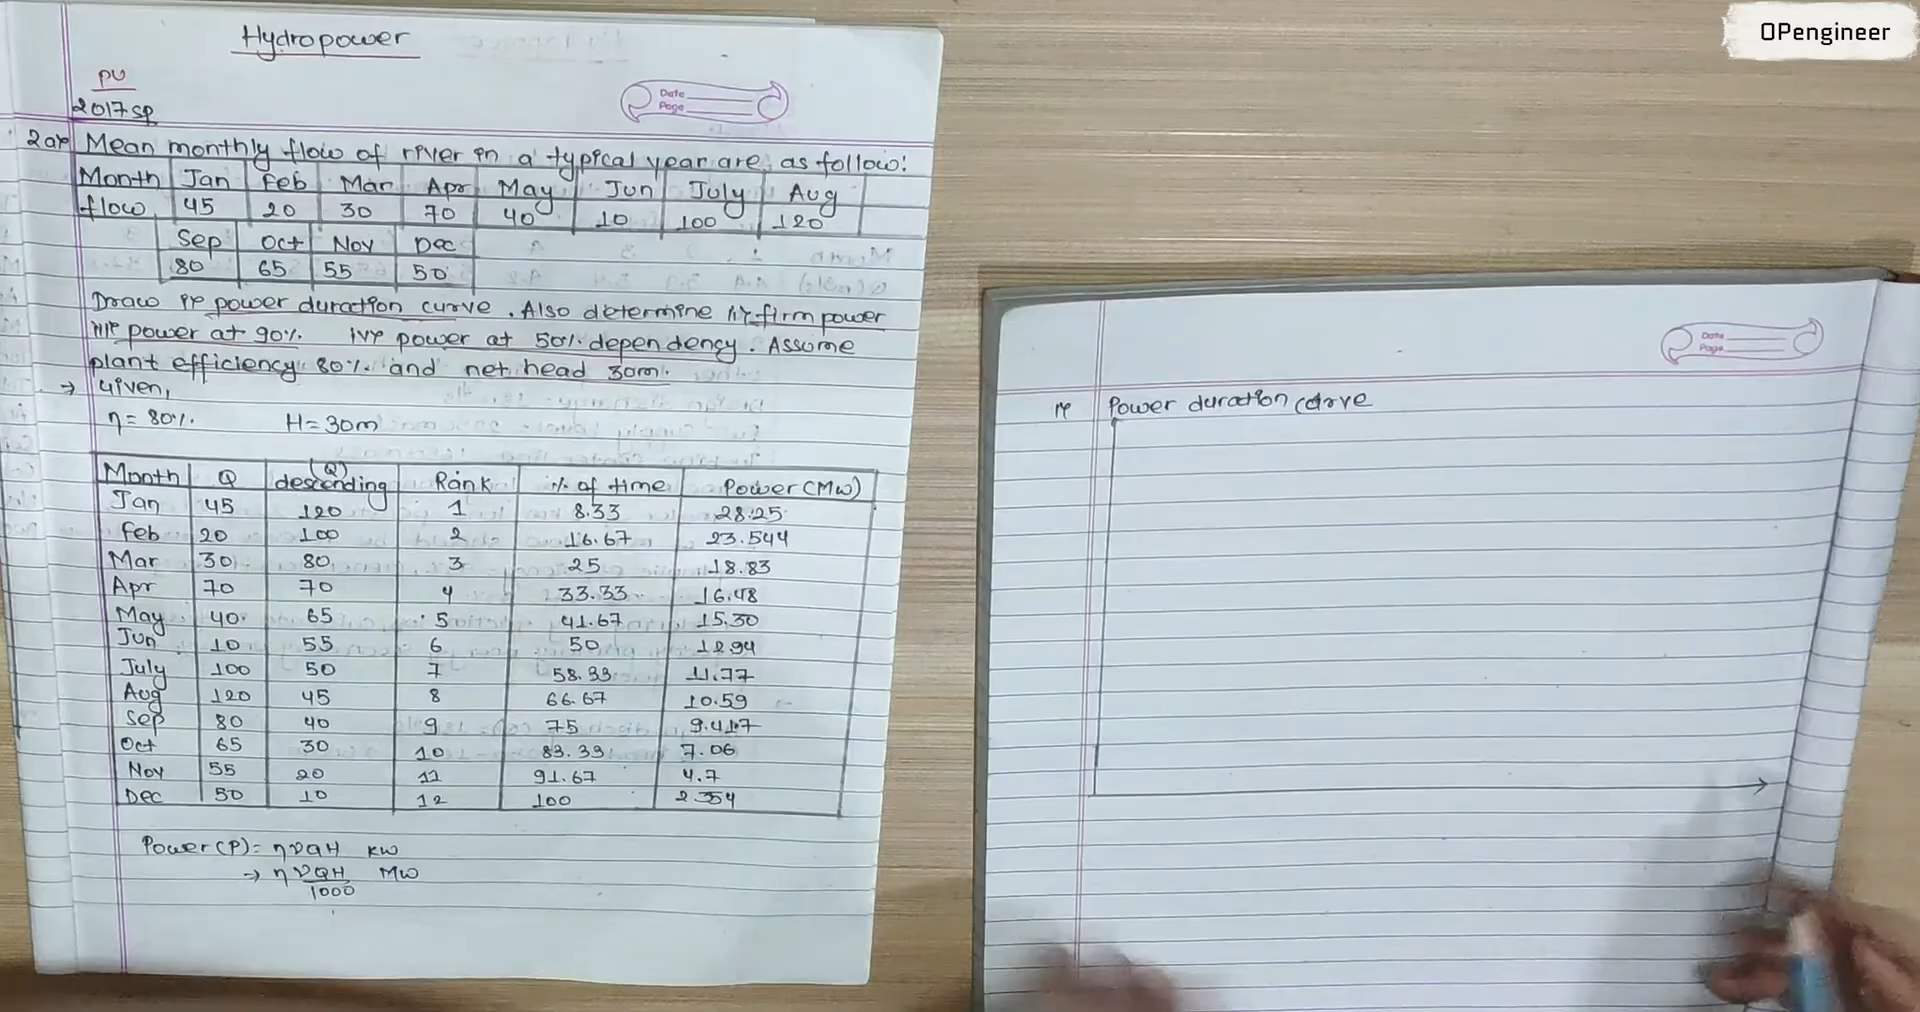 OPengineer
Hydropower
PU
2017 sp
Date
Page
Mean monthly flow of river in a typical year are as follow:
Month Jan Feb Mar Apr May Jun July Aug
flow 45 20 30 70 40 10 100 120
Sep Oct Nov Dec
80 65 55 50
Draw i) power duration curve. Also determine ii) firm power
iii) power at 90% iv) power at 50% dependency. Assume
plant efficiency 80% and net head 30m.
→ Given,
η = 80% H = 30m
Month Q (Q) descending Rank % of time Power (MW)
Jan 45 120 1 8.33 28.25
Feb 20 100 2 16.67 23.544
Mar 30 80 3 25 18.83
Apr 70 70 4 33.33 16.48
May 40 65 5 41.67 15.30
Jun 10 55 6 50 12.94
July 100 50 7 58.33 11.77
Aug 120 45 8 66.67 10.59
Sep 80 40 9 75 9.417
Oct 65 30 10 83.33 7.06
Nov 55 20 11 91.67 4.7
Dec 50 10 12 100 2.354
Power (P) = ηγQH KW
→ ηγQH/1000 MW
Date
Page
i) Power duration curve